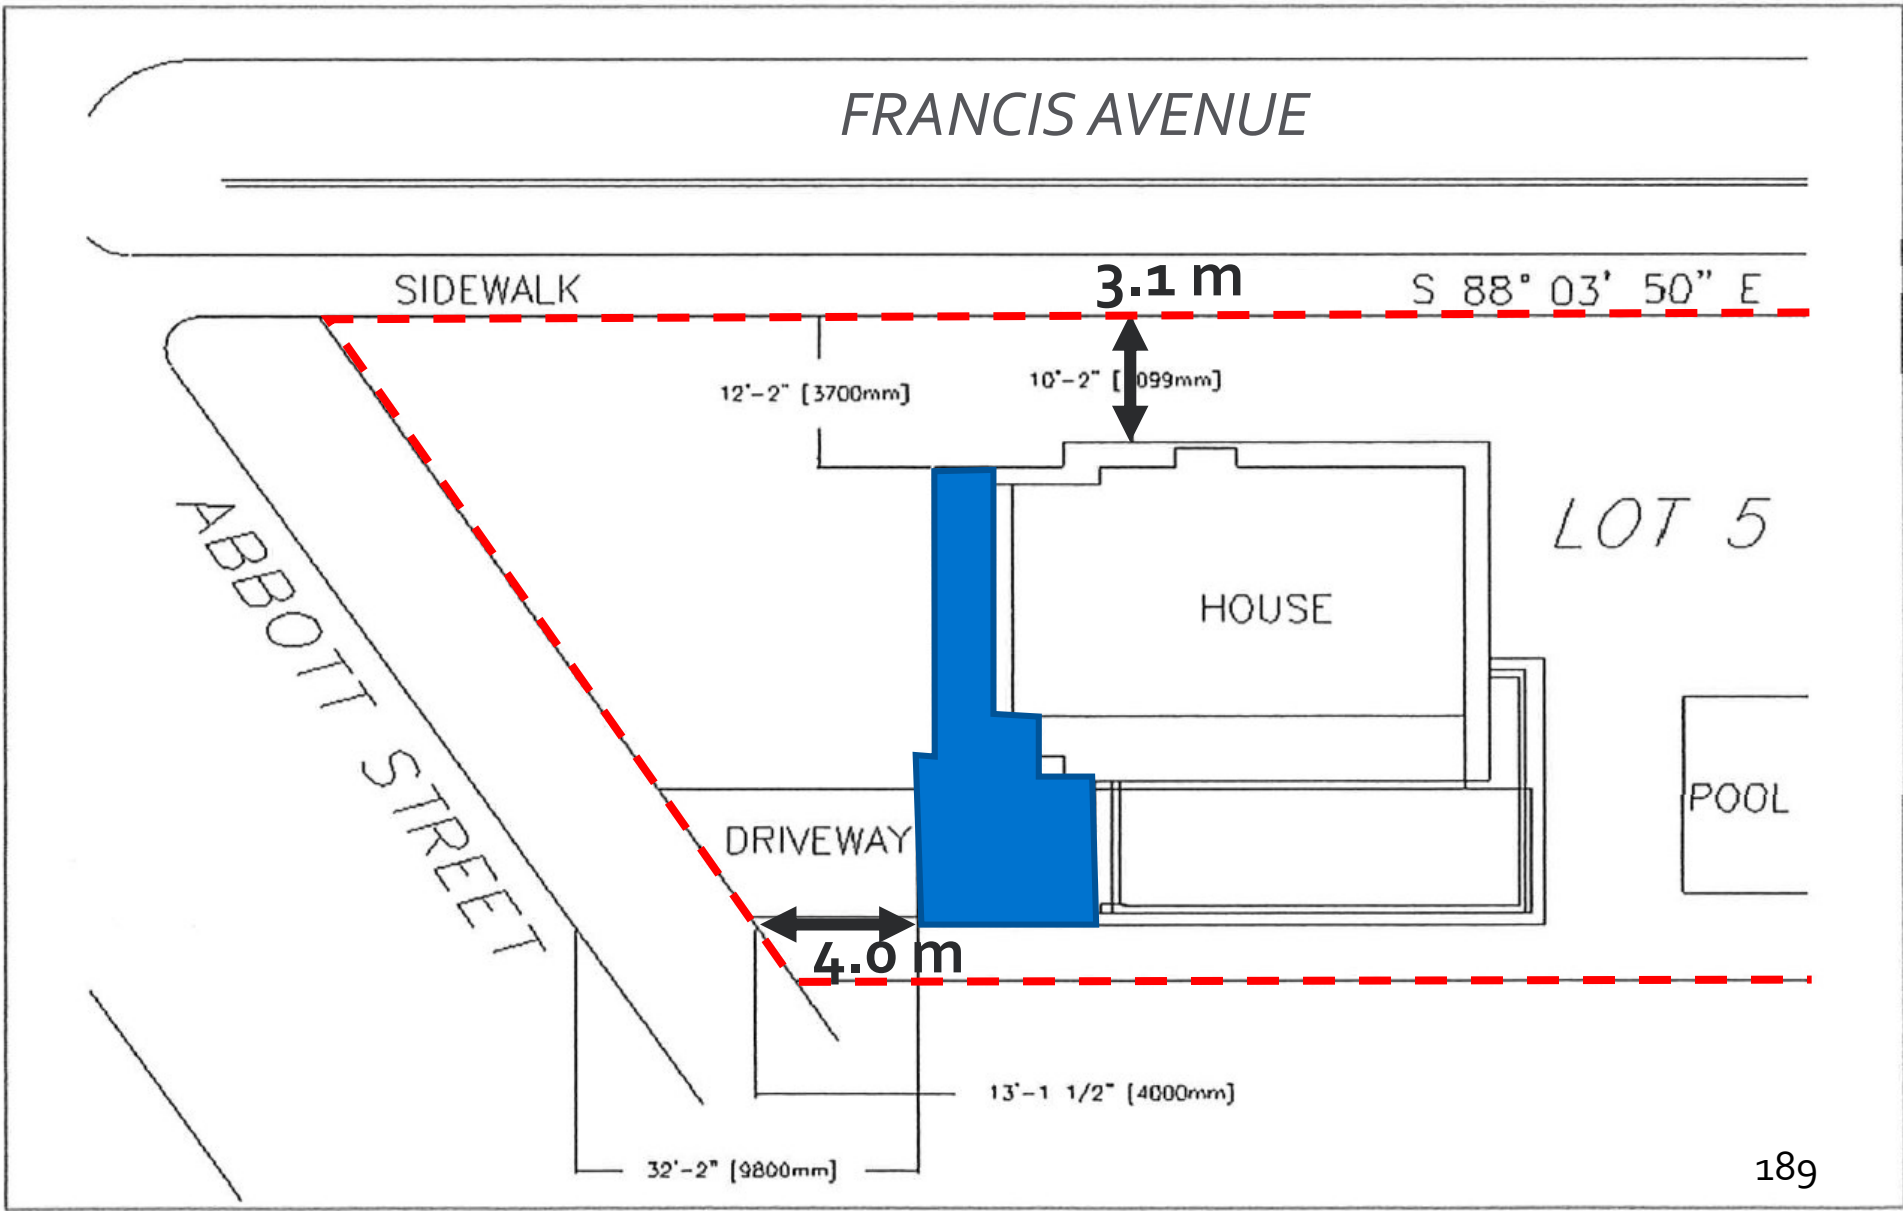 FRANCIS AVENUE
SIDEWALK
3.1 m
S 88° 03' 50" E
12'-2" [3700mm]
10'-2" [ 099mm]
LOT 5
ABBOTT STREET
HOUSE
POOL
DRIVEWAY
4.0 m
13'-1 1/2" [4000mm]
32'-2" [9800mm]
189